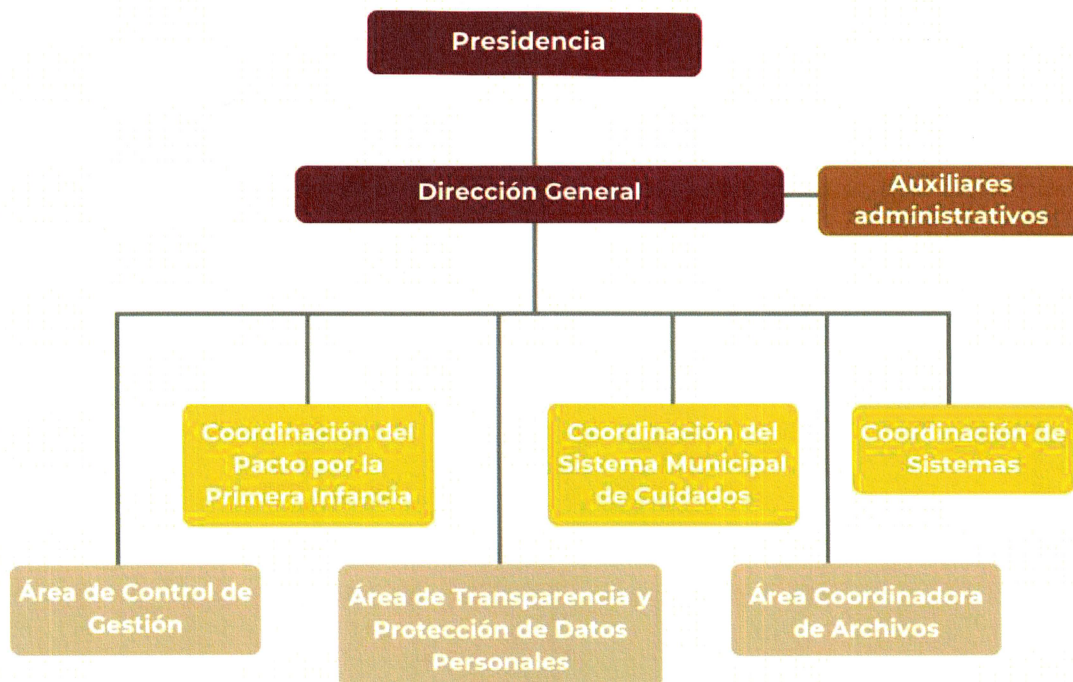 Presidencia
Dirección General
Auxiliares
administrativos
Coordinación del
Pacto por la
Primera Infancia
Coordinación del
Sistema Municipal
de Cuidados
Coordinación de
Sistemas
Área de Control de
Gestión
Área de Transparencia y
Protección de Datos
Personales
Área Coordinadora
de Archivos